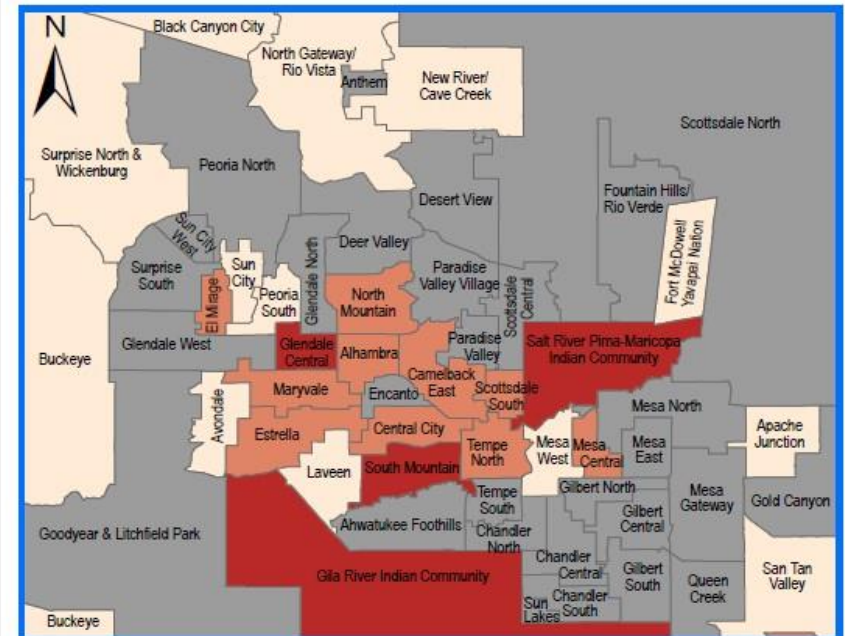 N
Black Canyon City
North Gateway/
Rio Vista
Anthem
New River/
Cave Creek
Scottsdale North
Surprise North &
Wickenburg
Peoria North
Desert View
Fountain Hills/
Rio Verde
Fort McDowell
Yavapai Nation
Sun City
West
Deer Valley
Surprise
South
Sun
City
Glendale North
Paradise
Valley Village
Scottsdale
Central
El Mirage
Peoria
South
North
Mountain
Buckeye
Glendale West
Glendale
Central
Alhambra
Paradise
Valley
Salt River Pima-Maricopa
Indian Community
Camelback
East
Maryvale
Encanto
Scottsdale
South
Avondale
Mesa North
Estrella
Central City
Tempe
North
Mesa
West
Mesa
Central
Mesa
East
Apache
Junction
Laveen
South Mountain
Gilbert North
Tempe
South
Mesa
Gateway
Gold Canyon
Goodyear & Litchfield Park
Ahwatukee Foothills
Gilbert
Central
Chandler
North
Chandler
Central
Gila River Indian Community
Gilbert
South
Queen
Creek
San Tan
Valley
Sun
Lakes
Chandler
South
Buckeye